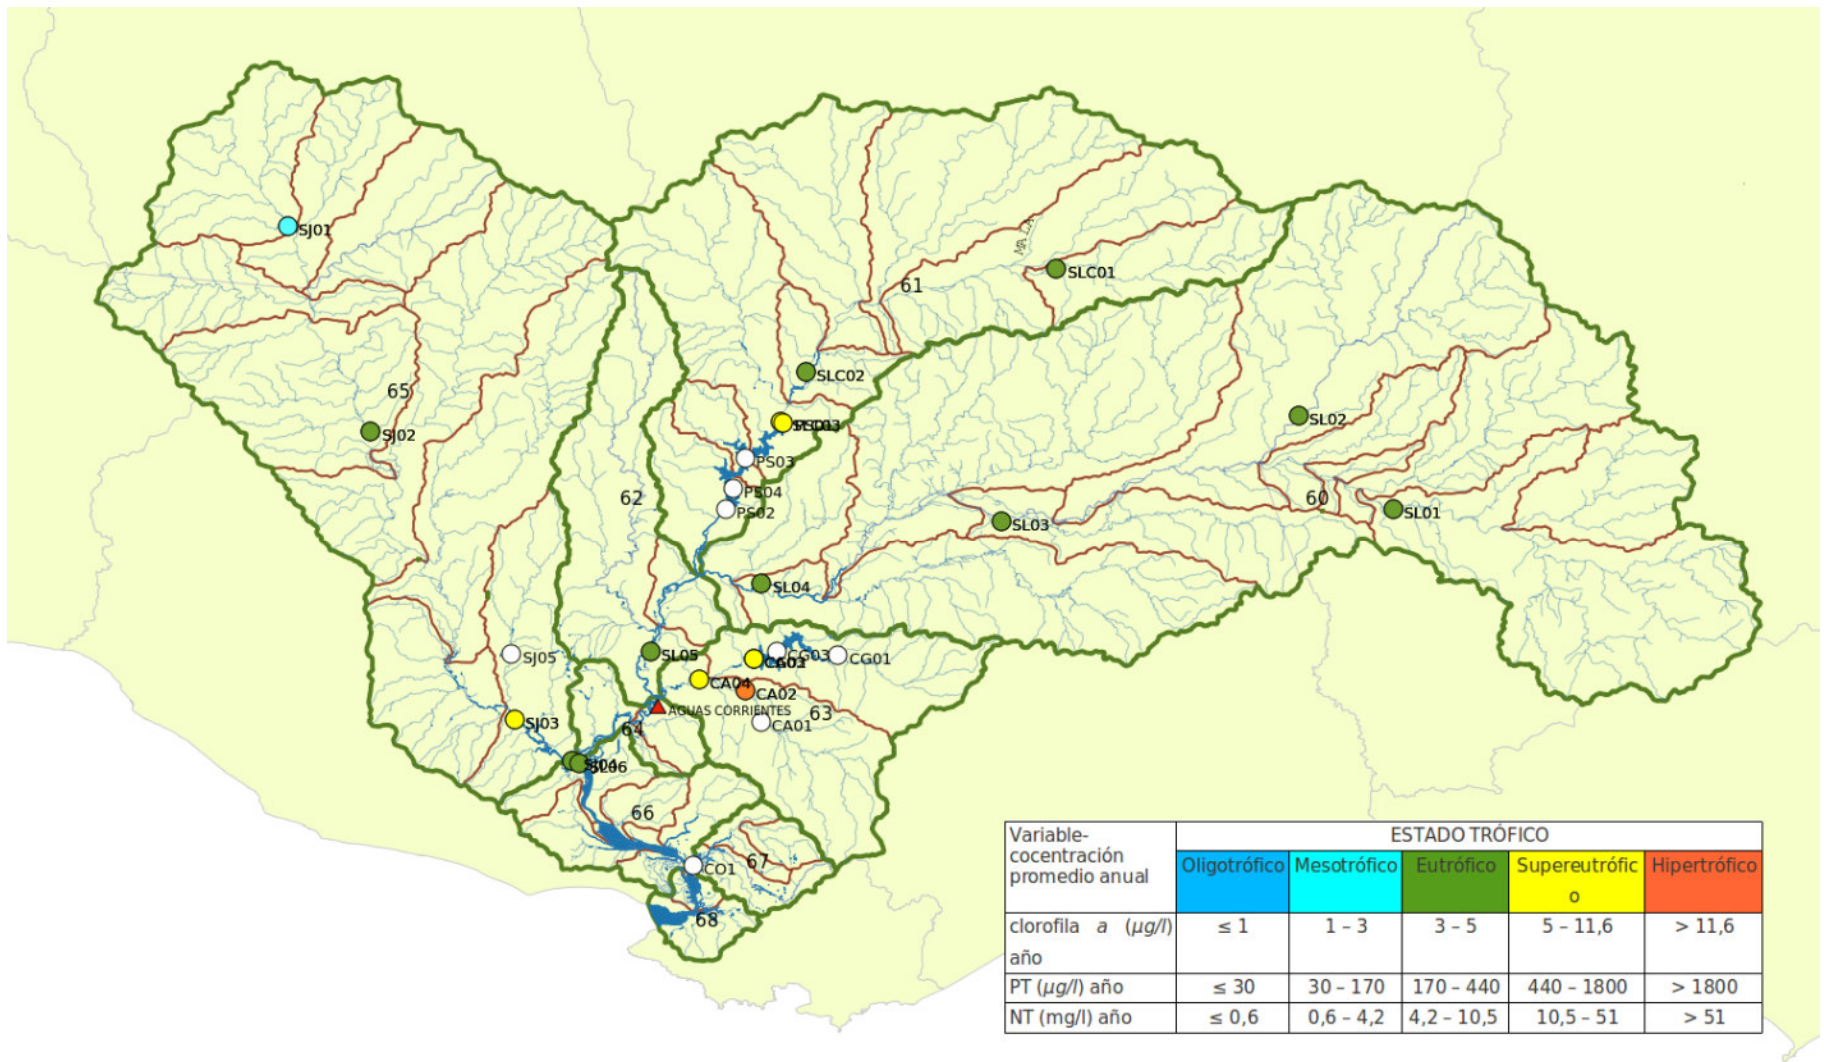 SJ01
MA LA
SLC01
61
SLC02
65
SJ02
SL02
PS03
62
PS04
60
PS02
SL01
SL03
SL04
SJ05
SL05
CG03
CG01
CA04
CA02
AGUAS CORRIENTES
63
SJ03
CA01
64
SJ04
SL06
66
67
CO1
68
Variable-
cocentración
promedio anual
ESTADO TRÓFICO
Oligotrófico Mesotrófico Eutrófico Supereutrófic
o
Hipertrófico
clorofila a (µg/l)
año
≤ 1 1 – 3 3 – 5 5 – 11,6 > 11,6
PT (µg/l) año ≤ 30 30 – 170 170 – 440 440 – 1800 > 1800
NT (mg/l) año ≤ 0,6 0,6 – 4,2 4,2 – 10,5 10,5 – 51 > 51